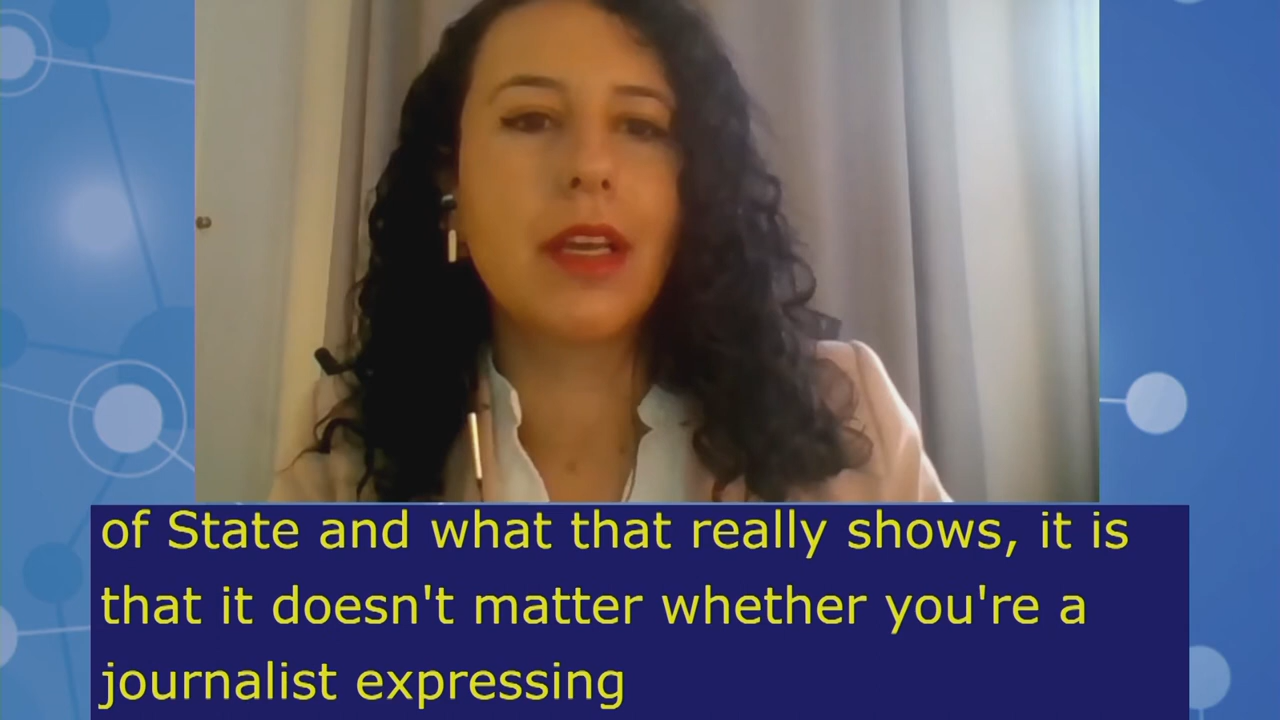 of State and what that really shows, it is
that it doesn't matter whether you're a
journalist expressing